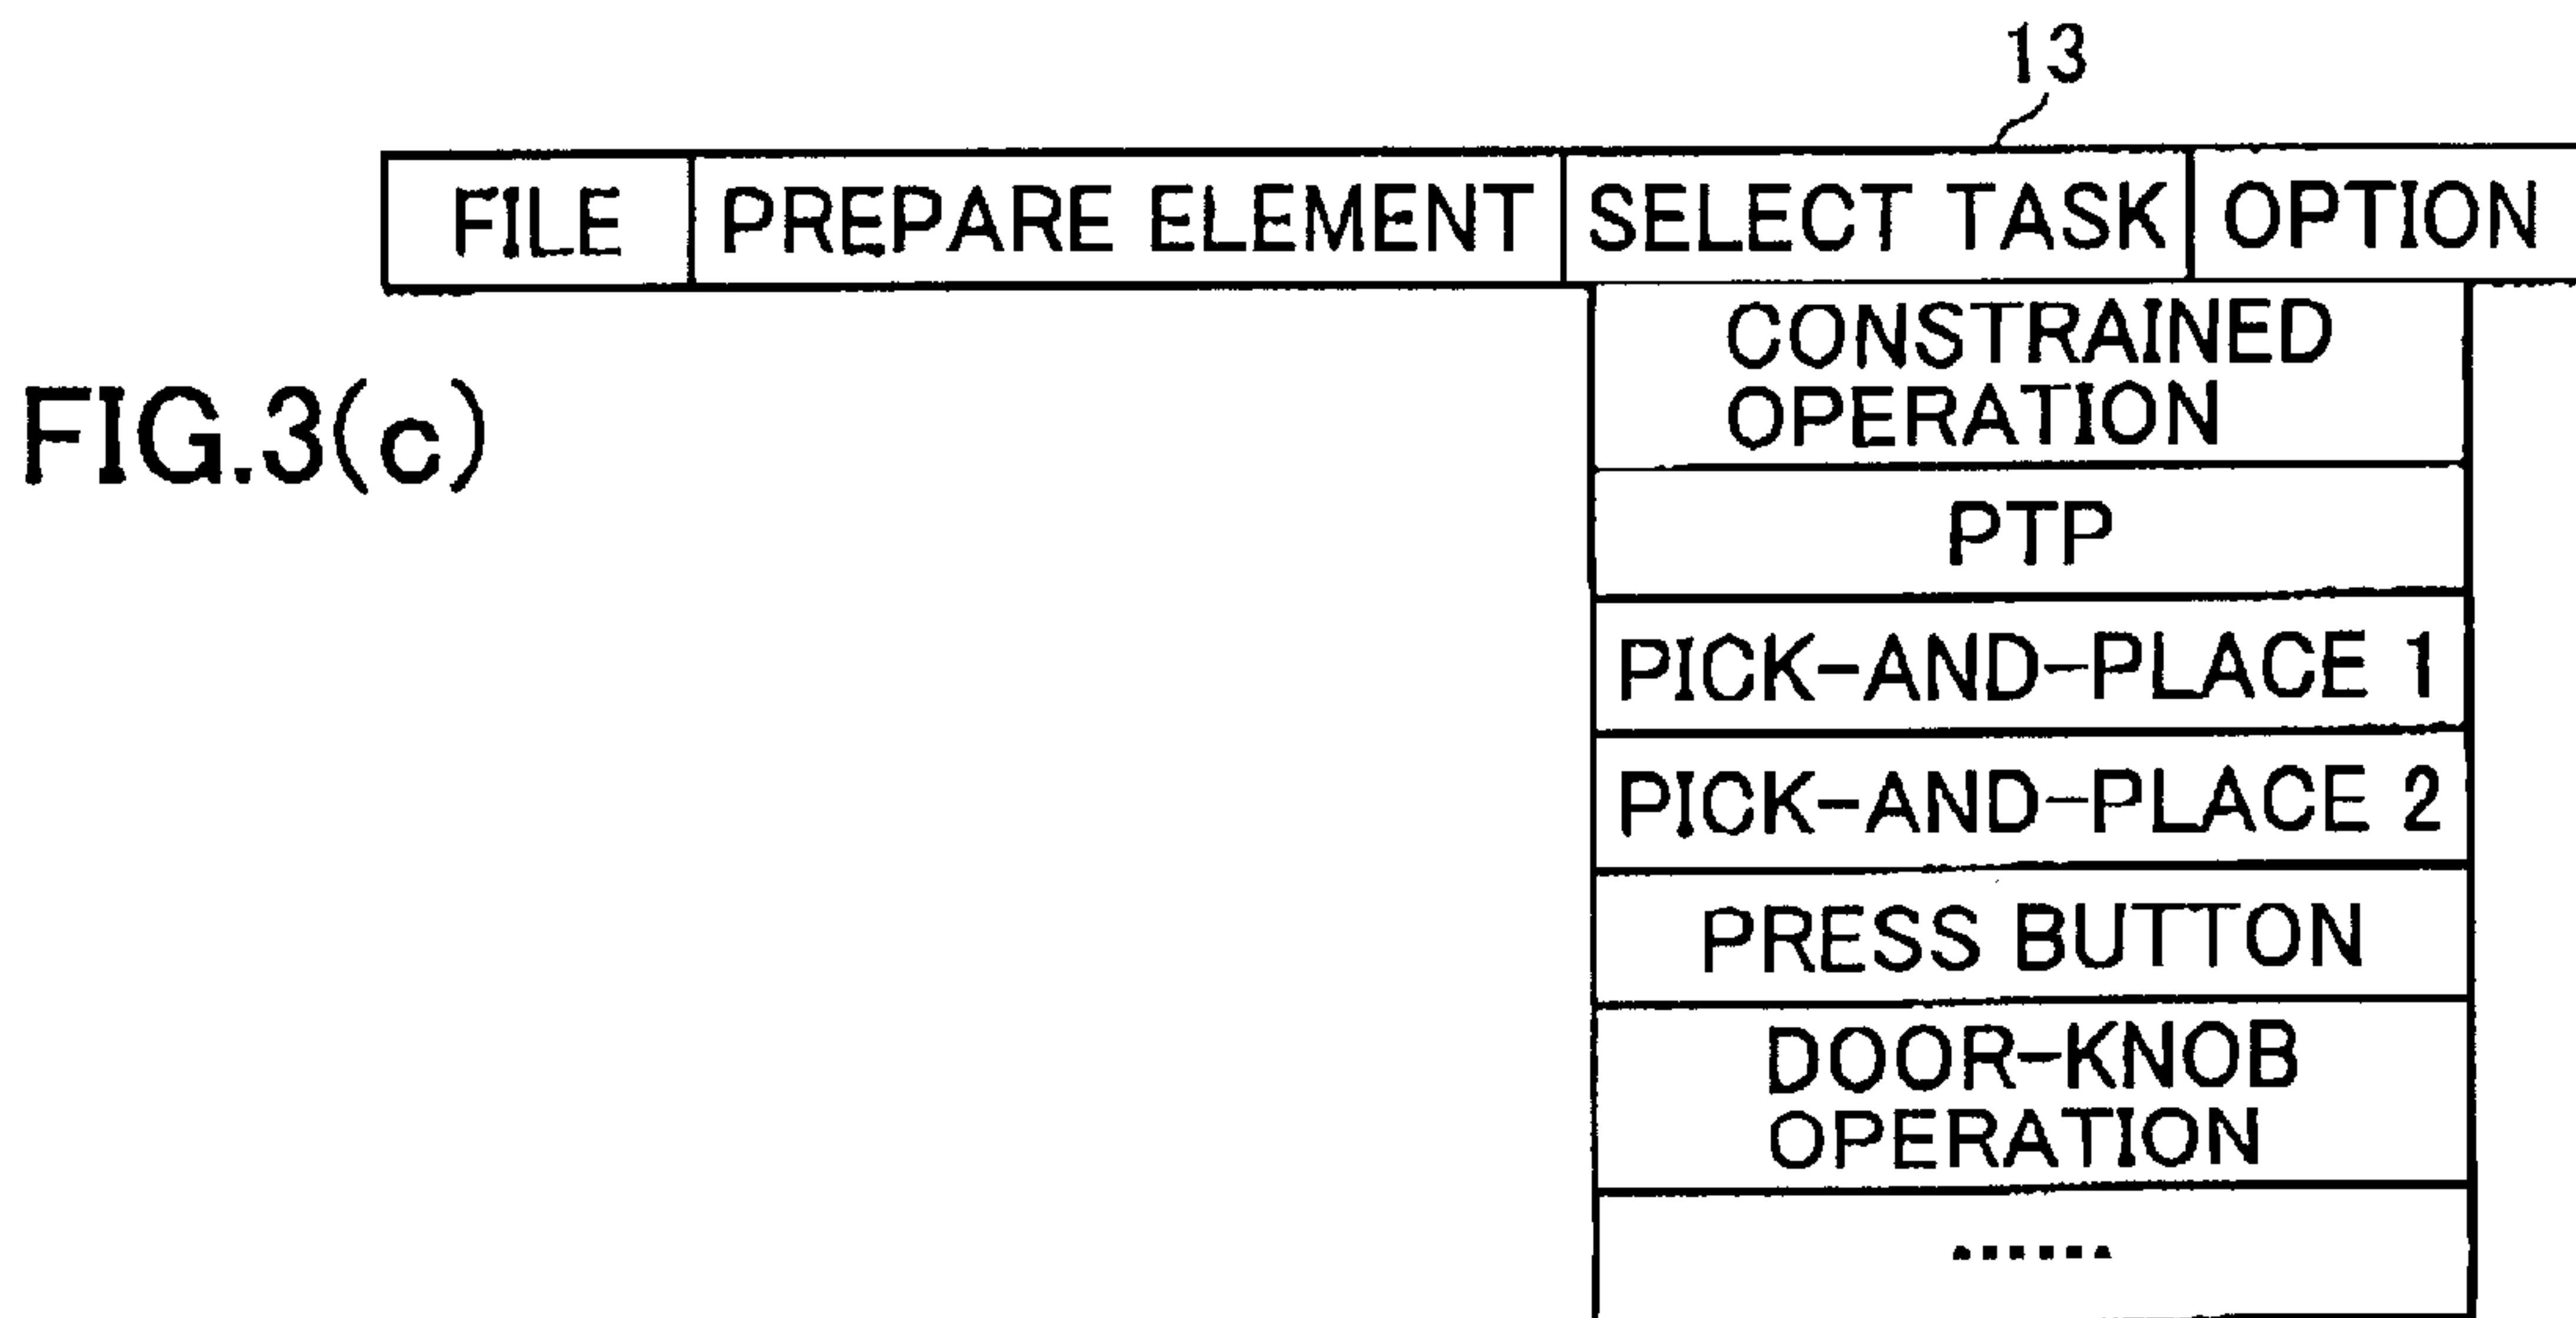 13
FILE PREPARE ELEMENT SELECT TASK OPTION
CONSTRAINED
OPERATION
FIG.3(c)
PTP
PICK-AND-PLACE 1
PICK-AND-PLACE 2
PRESS BUTTON
DOOR-KNOB
OPERATION
......